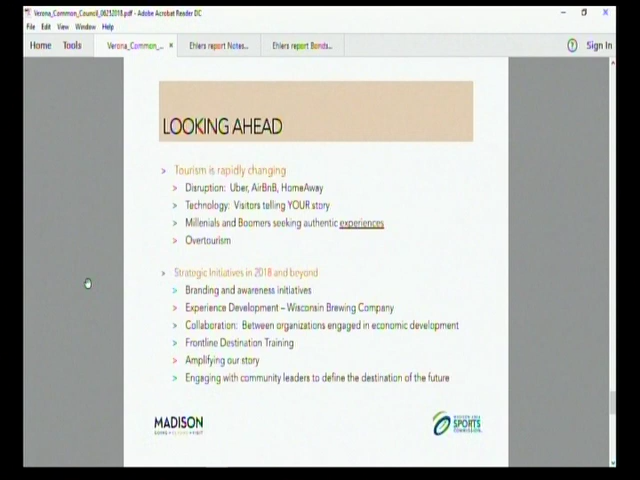 Verona_Common_Council_06252018.pdf - Adobe Acrobat Reader DC
File Edit View Window Help
Home Tools Verona_Common_... × Ehlers report Notes... Ehlers report Bonds... ? Sign In
LOOKING AHEAD
> Tourism is rapidly changing
> Disruption: Uber, AirBnB, HomeAway
> Technology: Visitors telling YOUR story
> Millenials and Boomers seeking authentic experiences
> Overtourism
> Strategic Initiatives in 2018 and beyond
> Branding and awareness initiatives
> Experience Development – Wisconsin Brewing Company
> Collaboration: Between organizations engaged in economic development
> Frontline Destination Training
> Amplifying our story
> Engaging with community leaders to define the destination of the future
MADISON
MADISON AREA
SPORTS
COMMISSION